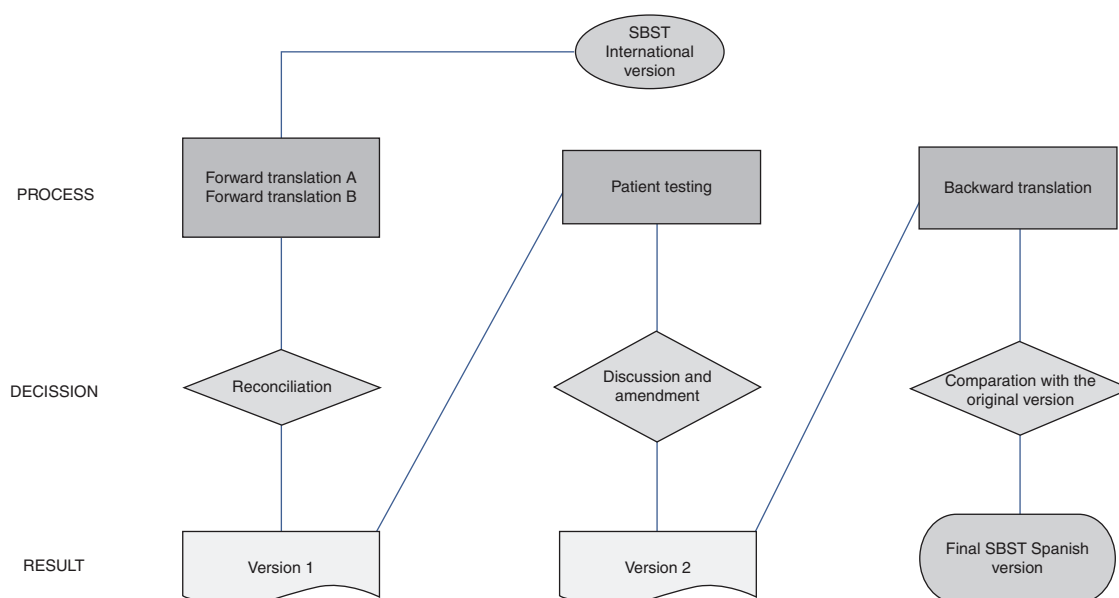 SBST
International
version
PROCESS
Forward translation A
Forward translation B
Patient testing
Backward translation
DECISSION
Reconciliation
Discussion and
amendment
Comparation with the
original version
RESULT
Version 1
Version 2
Final SBST Spanish
version